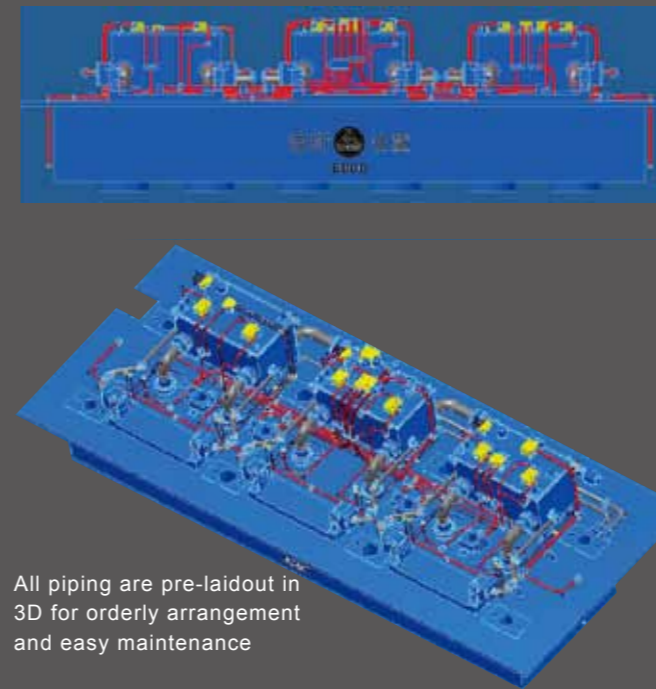 All piping are pre-laidout in
3D for orderly arrangement
and easy maintenance